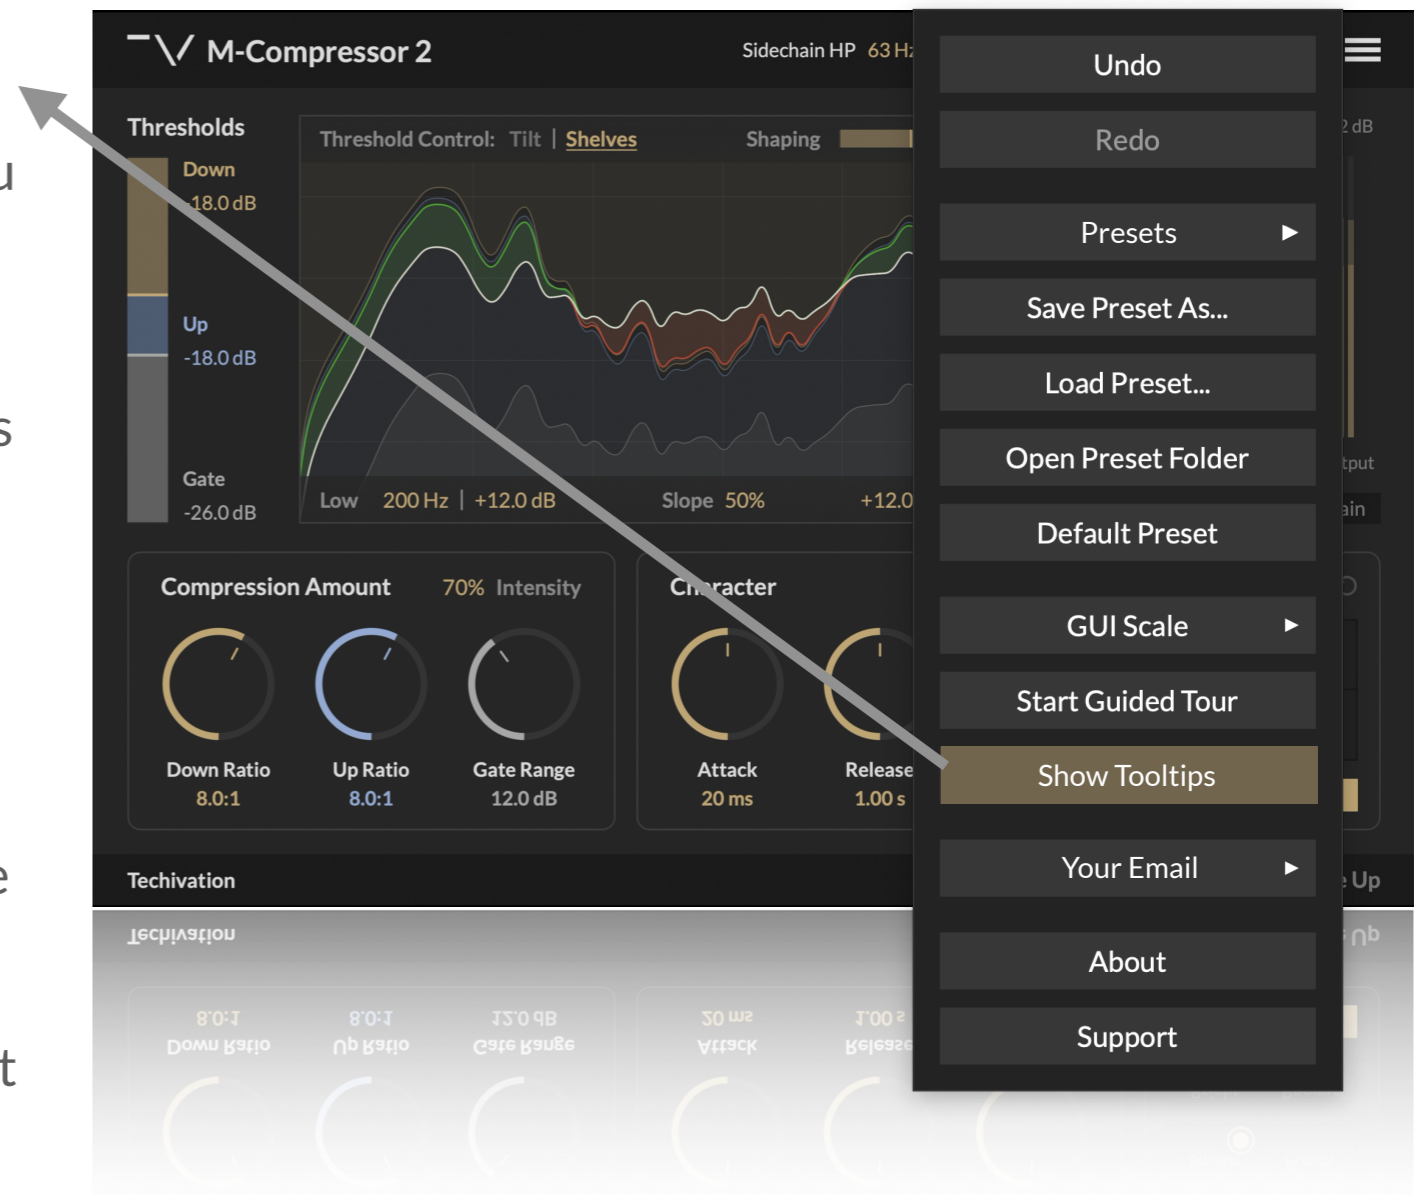 M-Compressor 2
Sidechain HP 63 Hz
Thresholds
Down
-18.0 dB
Up
-18.0 dB
Gate
-26.0 dB
Threshold Control: Tilt | Shelves
Shaping
Low 200 Hz | +12.0 dB
Slope 50%
+12.0
2 dB
Compression Amount
70% Intensity
Down Ratio
8.0:1
Up Ratio
8.0:1
Gate Range
12.0 dB
Character
Attack
20 ms
Release
1.00 s
Techivation
Up
Undo
Redo
Presets
Save Preset As...
Load Preset...
Open Preset Folder
Default Preset
GUI Scale
Start Guided Tour
Show Tooltips
Your Email
About
Support